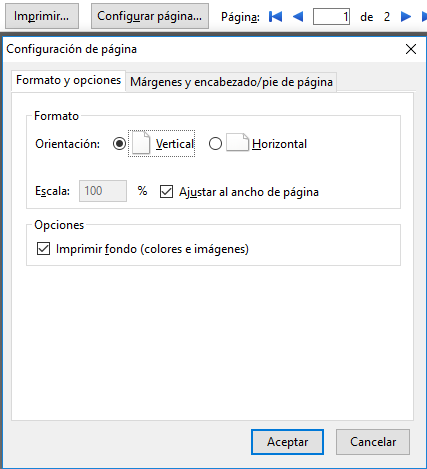 Imprimir... Configurar página... Página: 1 de 2
Configuración de página
Formato y opciones Márgenes y encabezado/pie de página
Formato
Orientación: Vertical Horizontal
Escala: 100 % Ajustar al ancho de página
Opciones
Imprimir fondo (colores e imágenes)
Aceptar Cancelar